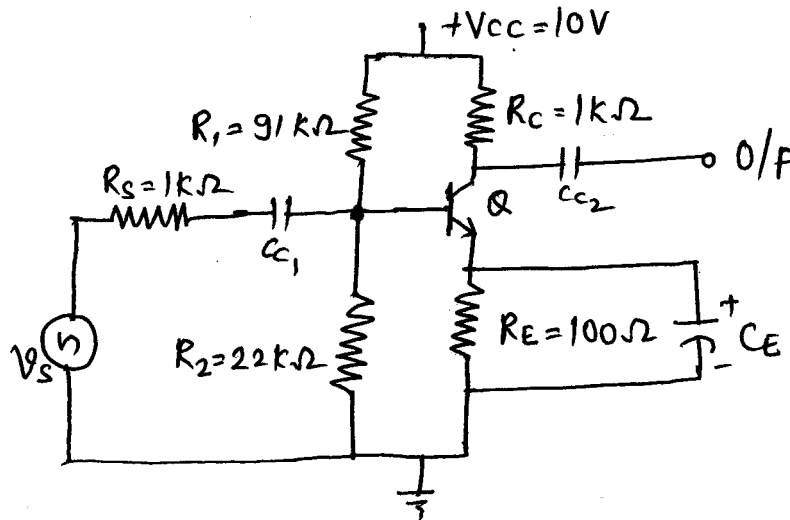 +VCC = 10V
R1 = 91KΩ
RC = 1KΩ
RS = 1KΩ
O/P
CC1
Q
CC2
R2 = 22KΩ
RE = 100Ω
+
CE
-
VS